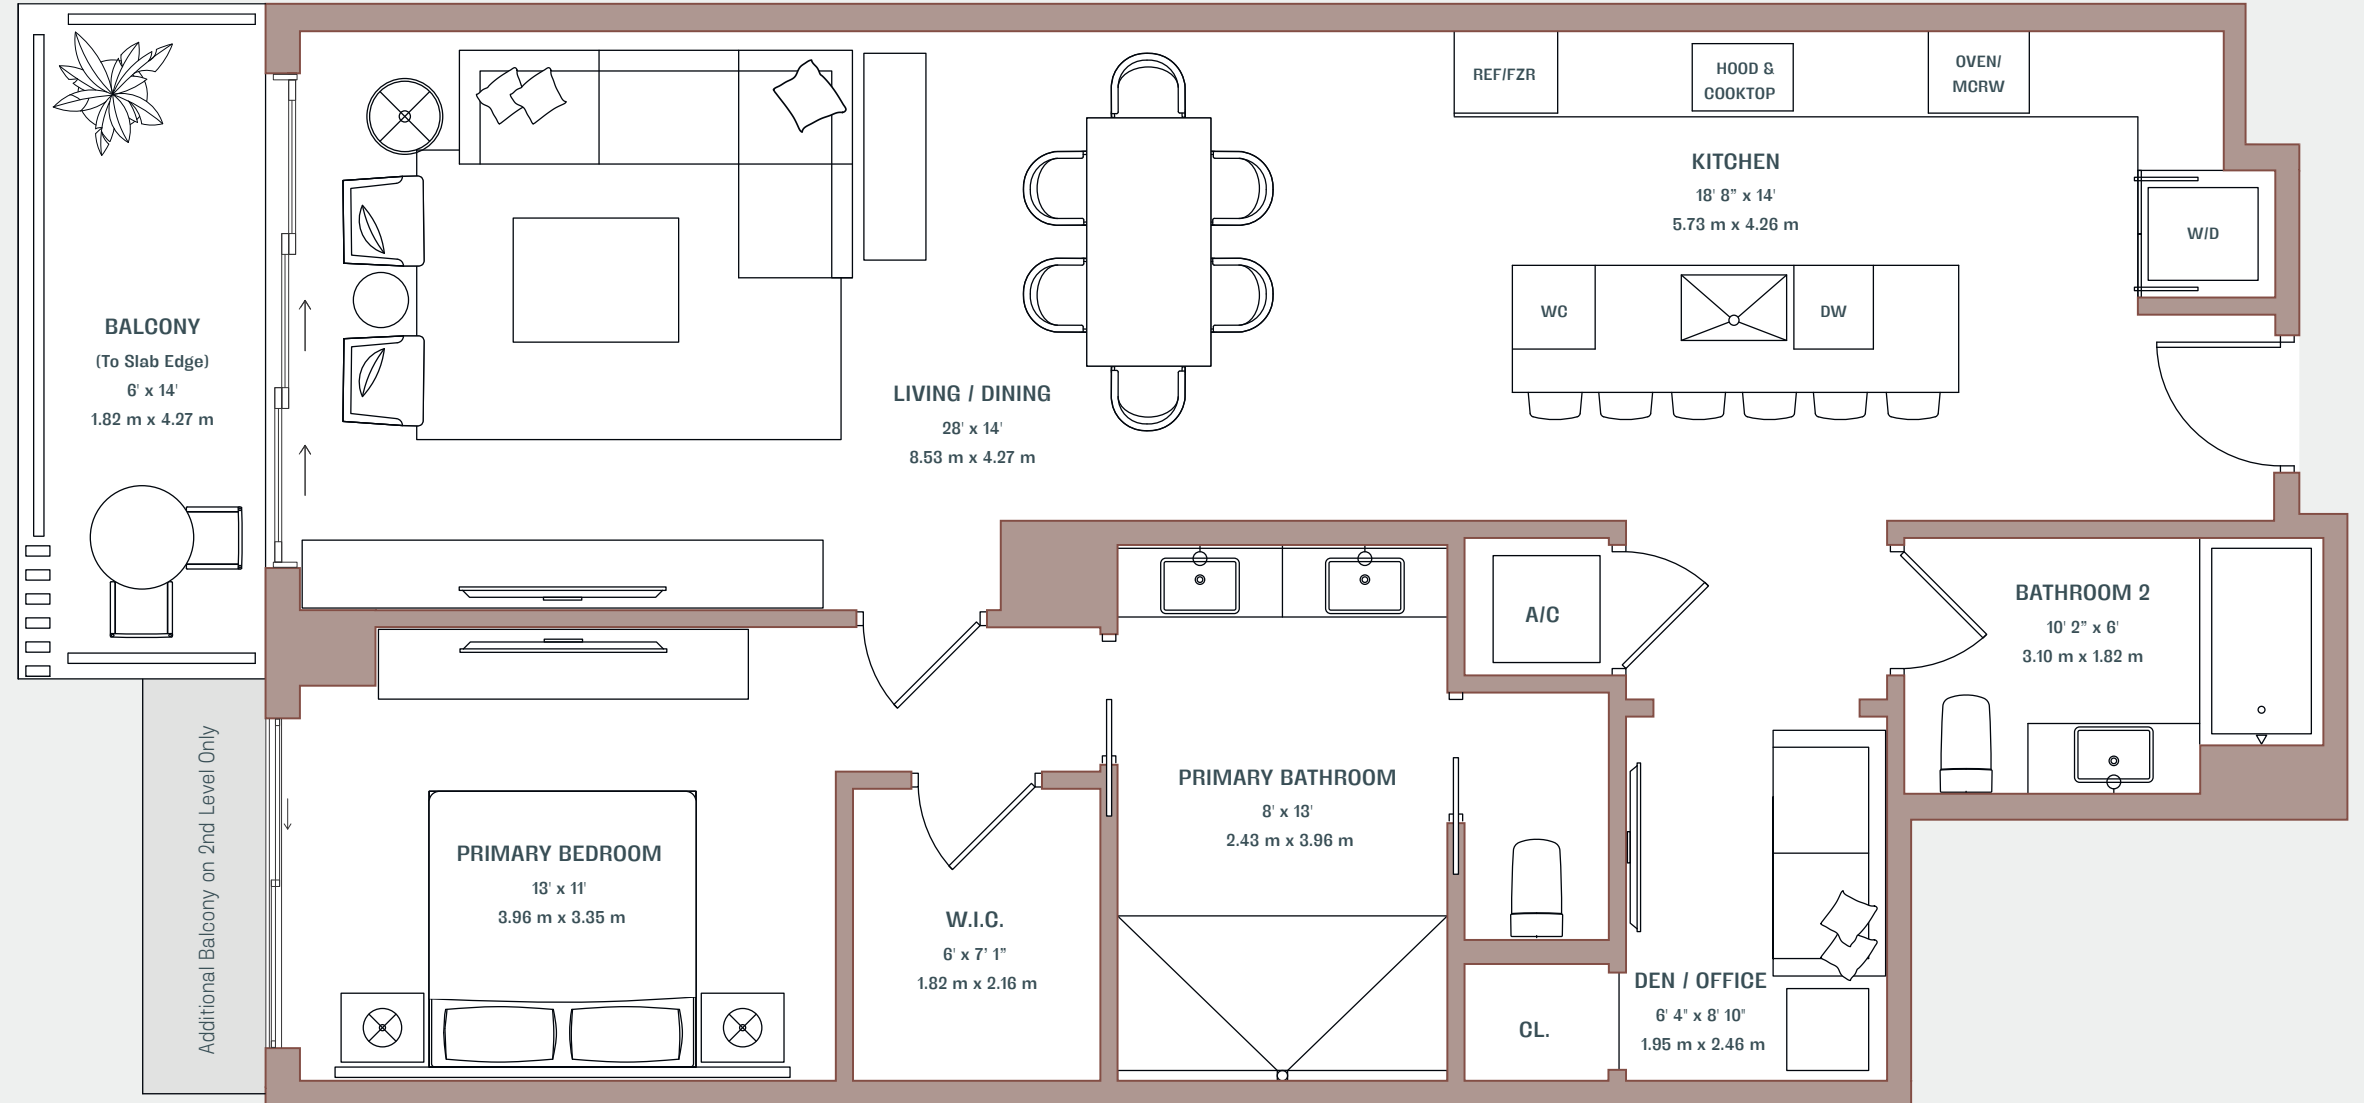 REF/FZR
HOOD &
COOKTOP
OVEN/
MCRW
KITCHEN
18' 8” x 14'
5.73 m x 4.26 m
W/D
WC
DW
BALCONY
(To Slab Edge)
6' x 14'
1.82 m x 4.27 m
LIVING / DINING
28' x 14'
8.53 m x 4.27 m
A/C
BATHROOM 2
10' 2” x 6'
3.10 m x 1.82 m
Additional Balcony on 2nd Level Only
PRIMARY BEDROOM
13' x 11'
3.96 m x 3.35 m
W.I.C.
6' x 7’ 1”
1.82 m x 2.16 m
PRIMARY BATHROOM
8' x 13'
2.43 m x 3.96 m
CL.
DEN / OFFICE
6' 4" x 8' 10"
1.95 m x 2.46 m